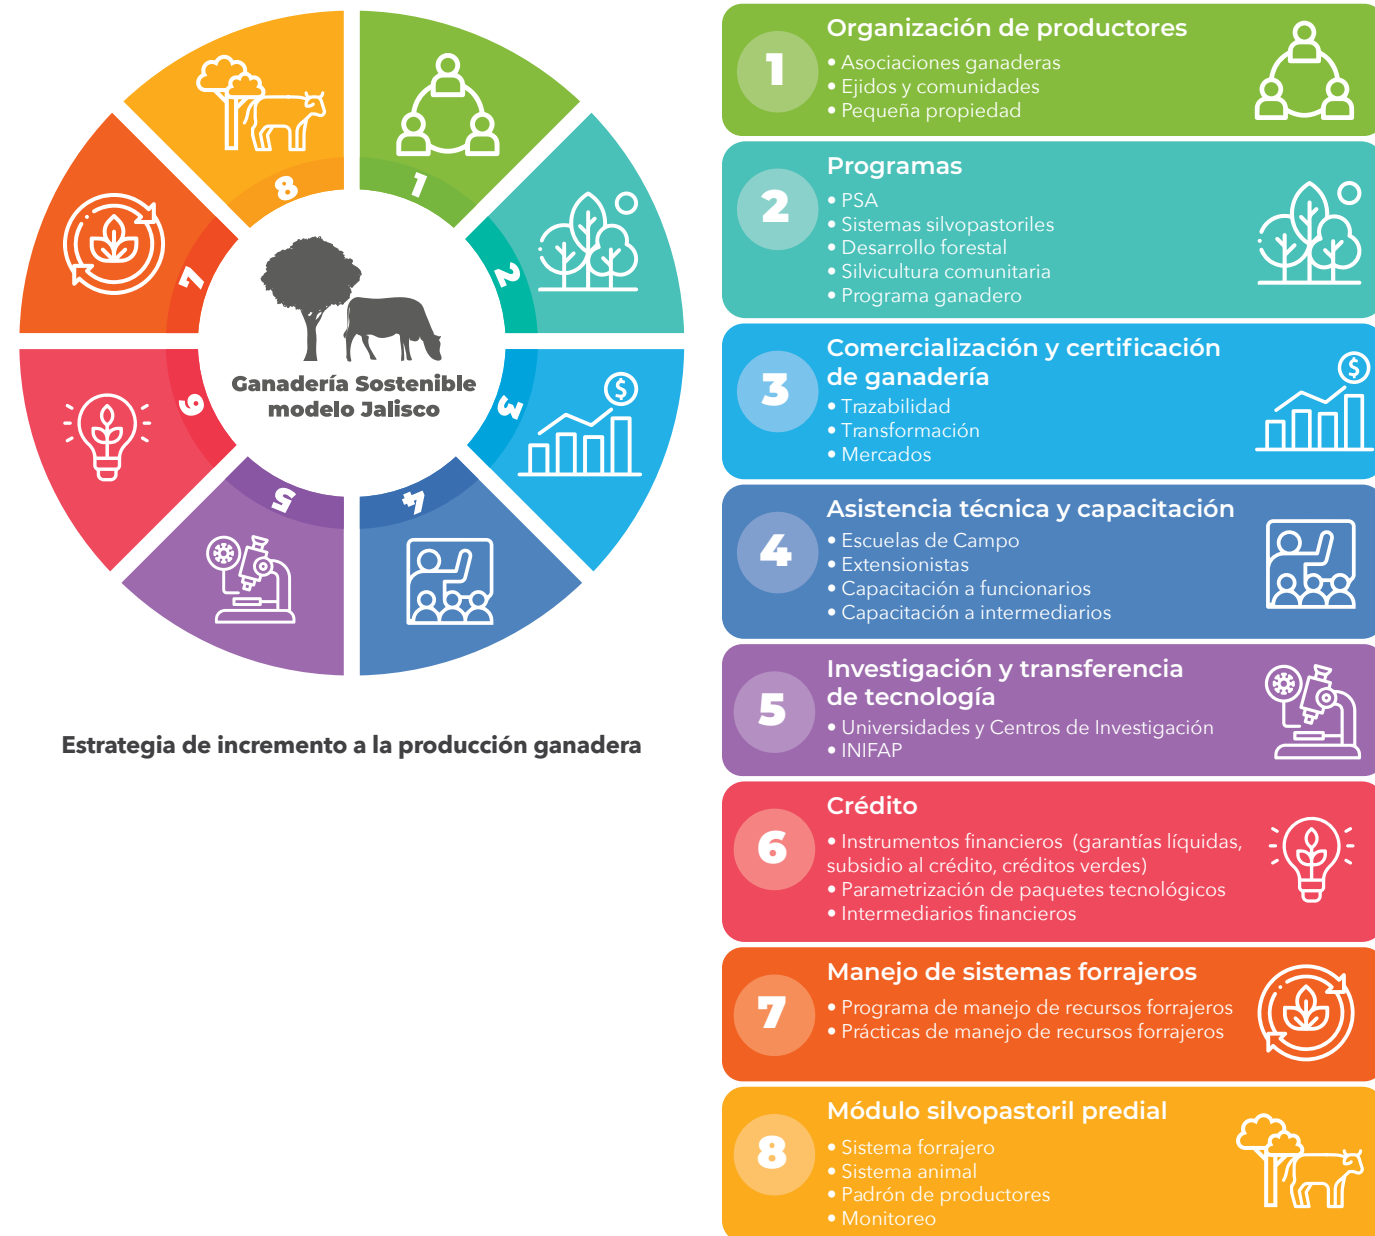 8
1
7
2
6
3
5
4
Ganadería Sostenible
modelo Jalisco
Estrategia de incremento a la producción ganadera
1
Organización de productores
• Asociaciones ganaderas
• Ejidos y comunidades
• Pequeña propiedad
2
Programas
• PSA
• Sistemas silvopastoriles
• Desarrollo forestal
• Silvicultura comunitaria
• Programa ganadero
3
Comercialización y certificación
de ganadería
• Trazabilidad
• Transformación
• Mercados
$
4
Asistencia técnica y capacitación
• Escuelas de Campo
• Extensionistas
• Capacitación a funcionarios
• Capacitación a intermediarios
5
Investigación y transferencia
de tecnología
• Universidades y Centros de Investigación
• INIFAP
6
Crédito
• Instrumentos financieros (garantías líquidas,
subsidio al crédito, créditos verdes)
• Parametrización de paquetes tecnológicos
• Intermediarios financieros
7
Manejo de sistemas forrajeros
• Programa de manejo de recursos forrajeros
• Prácticas de manejo de recursos forrajeros
8
Módulo silvopastoril predial
• Sistema forrajero
• Sistema animal
• Padrón de productores
• Monitoreo